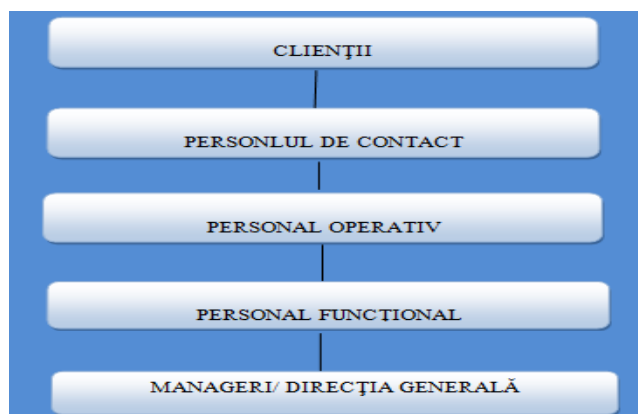 CLIENŢII
PERSONLUL DE CONTACT
PERSONAL OPERATIV
PERSONAL FUNCŢIONAL
MANAGERI/ DIRECŢIA GENERALĂ